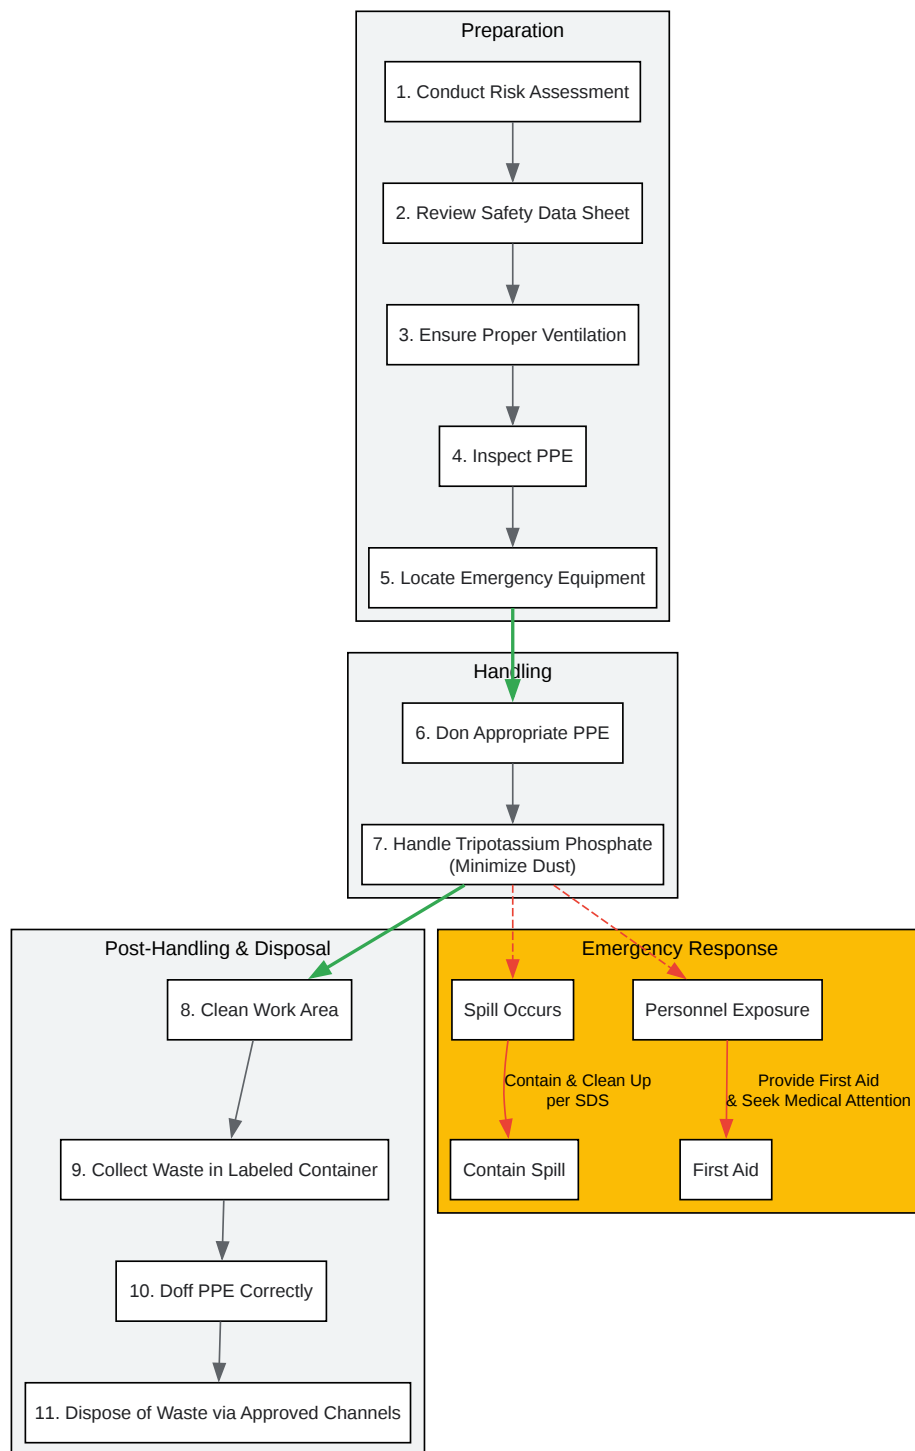 Preparation
1. Conduct Risk Assessment
2. Review Safety Data Sheet
3. Ensure Proper Ventilation
4. Inspect PPE
5. Locate Emergency Equipment
Handling
6. Don Appropriate PPE
7. Handle Tripotassium Phosphate
(Minimize Dust)
Post-Handling & Disposal
8. Clean Work Area
9. Collect Waste in Labeled Container
10. Doff PPE Correctly
11. Dispose of Waste via Approved Channels
Emergency Response
Spill Occurs
Personnel Exposure
Contain & Clean Up
per SDS
Provide First Aid
& Seek Medical Attention
Contain Spill
First Aid